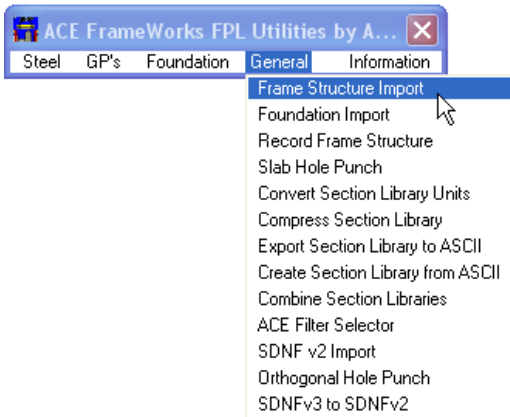 ACE FrameWorks FPL Utilities by A...
Steel GP's Foundation General Information
Frame Structure Import
Foundation Import
Record Frame Structure
Slab Hole Punch
Convert Section Library Units
Compress Section Library
Export Section Library to ASCII
Create Section Library from ASCII
Combine Section Libraries
ACE Filter Selector
SDNF v2 Import
Orthogonal Hole Punch
SDNFv3 to SDNFv2